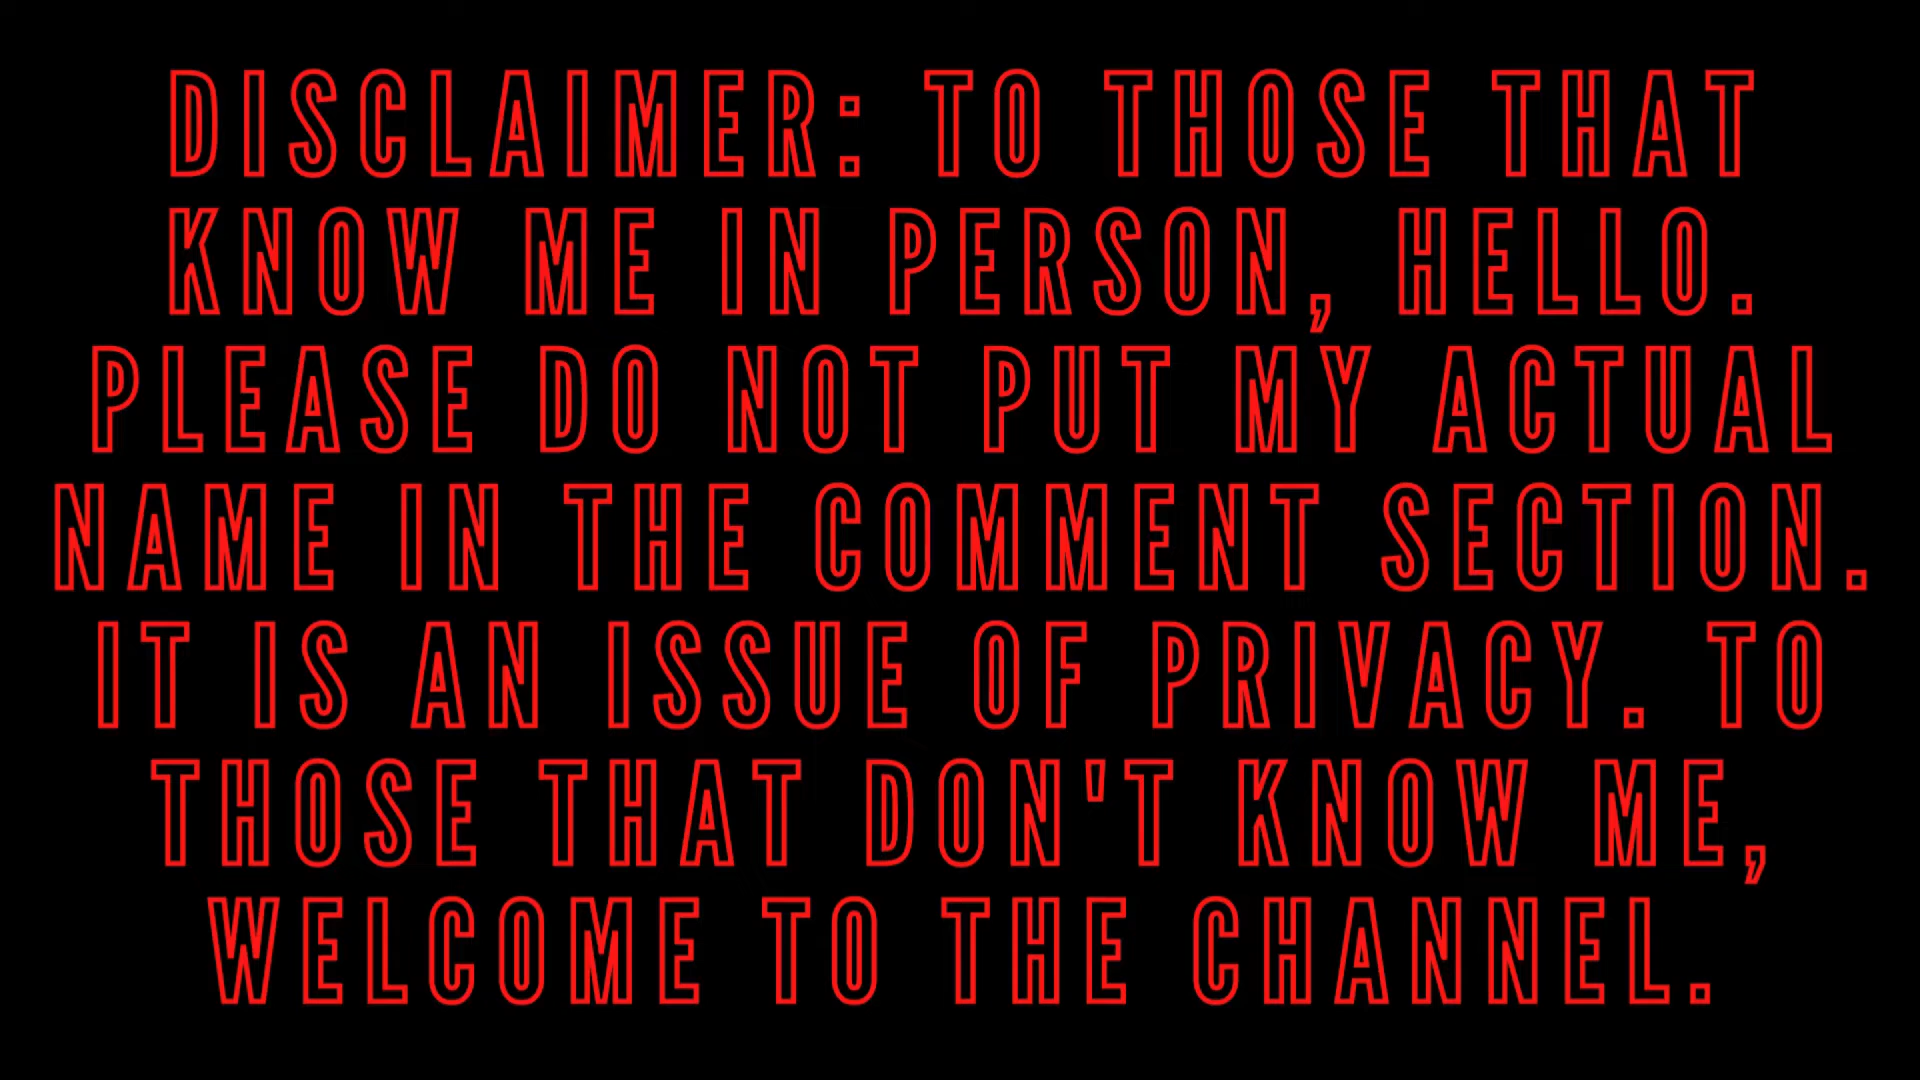 DISCLAIMER: TO THOSE THAT
KNOW ME IN PERSON, HELLO.
PLEASE DO NOT PUT MY ACTUAL
NAME IN THE COMMENT SECTION.
IT IS AN ISSUE OF PRIVACY. TO
THOSE THAT DON'T KNOW ME,
WELCOME TO THE CHANNEL.